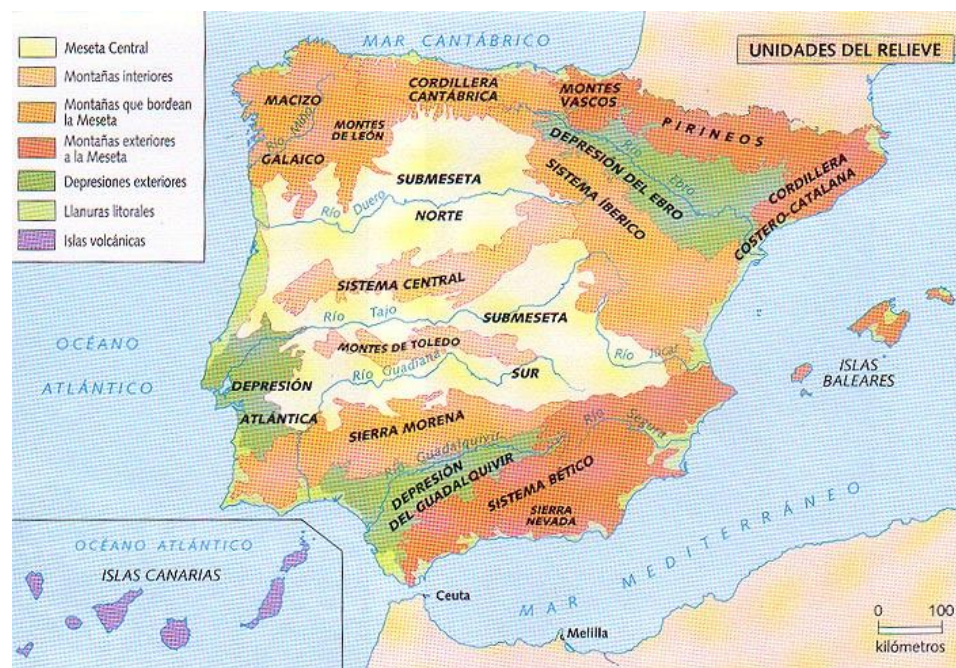 MAR CANTÁBRICO
UNIDADES DEL RELIEVE
Meseta Central
Montañas interiores
Montañas que bordean
la Meseta
Montañas exteriores
a la Meseta
Depresiones exteriores
Llanuras litorales
Islas volcánicas
MACIZO
GALAICO
Río Miño
MONTES
DE LEÓN
CORDILLERA
CANTÁBRICA
MONTES
VASCOS
PIRINEOS
DEPRESIÓN DEL EBRO
Río Ebro
SISTEMA IBÉRICO
CORDILLERA
COSTERO-CATALANA
SUBMESETA
NORTE
Río Duero
SISTEMA CENTRAL
Río Tajo
SUBMESETA
SUR
MONTES DE TOLEDO
Río Guadiana
Río Júcar
OCÉANO
ATLÁNTICO
DEPRESIÓN
ATLÁNTICA
ISLAS
BALEARES
SIERRA MORENA
Río Guadalquivir
Río Segura
DEPRESIÓN
DEL GUADALQUIVIR
SISTEMA BÉTICO
SIERRA
NEVADA
MAR MEDITERRÁNEO
OCÉANO ATLÁNTICO
ISLAS CANARIAS
Ceuta
Melilla
0 100
kilómetros